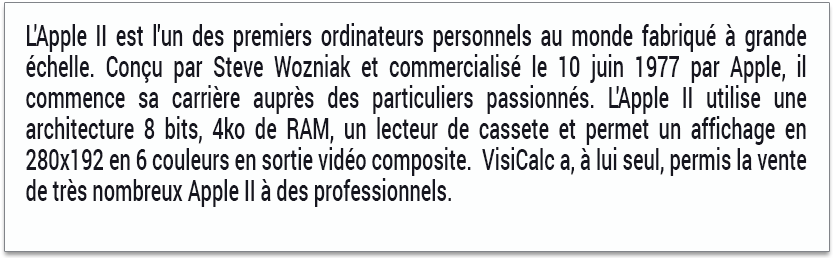 L'Apple II est l'un des premiers ordinateurs personnels au monde fabriqué à grande
échelle. Conçu par Steve Wozniak et commercialisé le 10 juin 1977 par Apple, il
commence sa carrière auprès des particuliers passionnés. L'Apple II utilise une
architecture 8 bits, 4ko de RAM, un lecteur de cassete et permet un affichage en
280x192 en 6 couleurs en sortie vidéo composite.  VisiCalc a, à lui seul, permis la vente
de très nombreux Apple II à des professionnels.